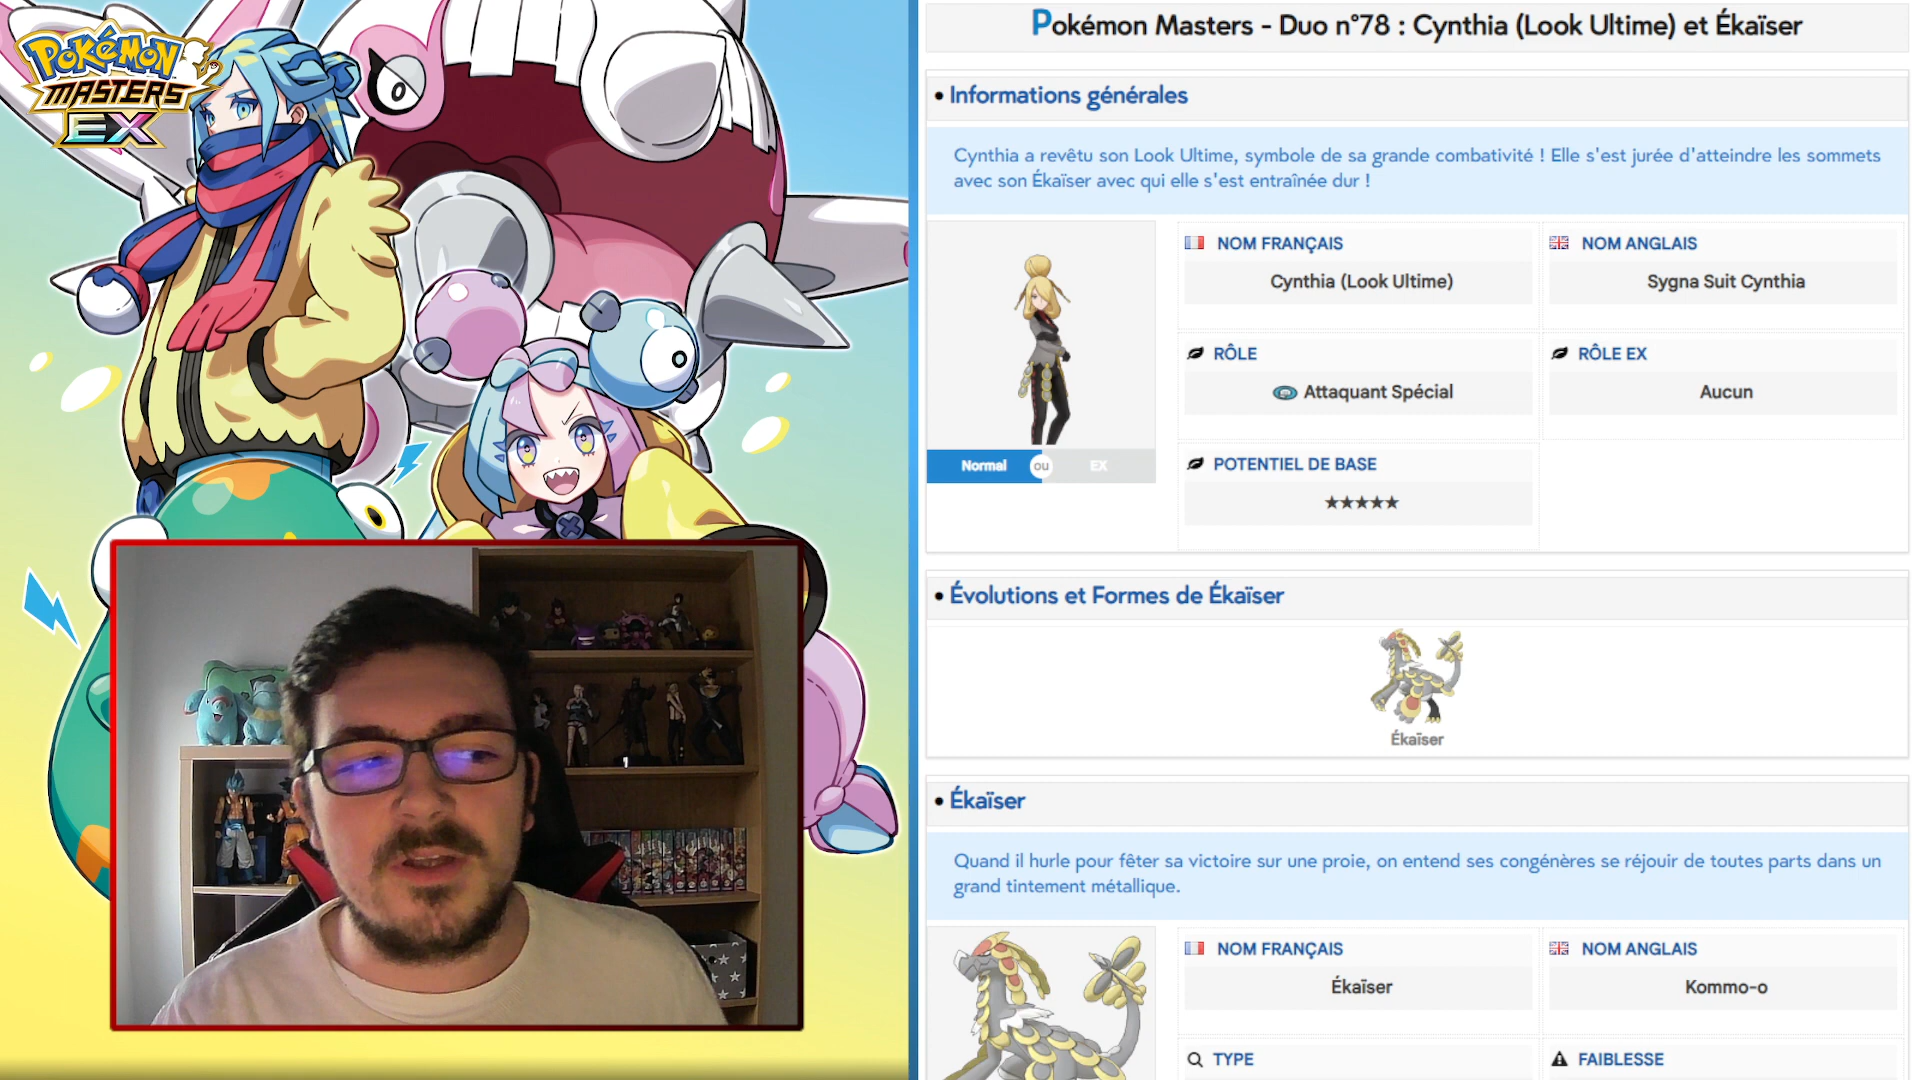 POKÉMON
MASTERS
EX
Pokémon Masters - Duo n°78 : Cynthia (Look Ultime) et Ékaïser
• Informations générales
Cynthia a revêtu son Look Ultime, symbole de sa grande combativité ! Elle s'est jurée d'atteindre les sommets
avec son Ékaïser avec qui elle s'est entraînée dur !
NOM FRANÇAIS
Cynthia (Look Ultime)
NOM ANGLAIS
Sygna Suit Cynthia
RÔLE
Attaquant Spécial
RÔLE EX
Aucun
Normal ou EX
POTENTIEL DE BASE
★★★★★
• Évolutions et Formes de Ékaïser
Ékaïser
• Ékaïser
Quand il hurle pour fêter sa victoire sur une proie, on entend ses congénères se réjouir de toutes parts dans un
grand tintement métallique.
NOM FRANÇAIS
Ékaïser
NOM ANGLAIS
Kommo-o
TYPE
FAIBLESSE